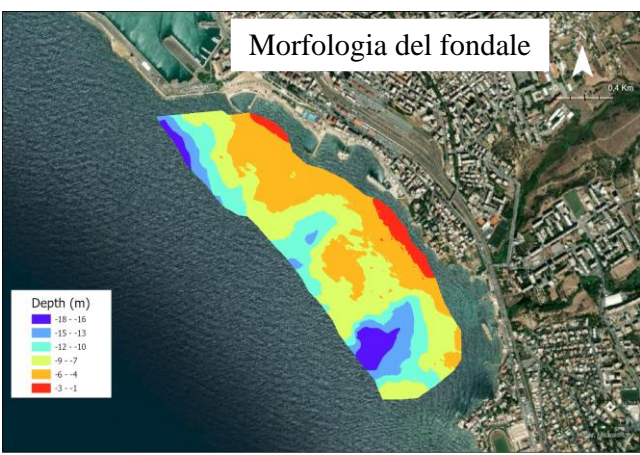 Morfologia del fondale
0,4 Km
Depth (m)
-18 - -16
-15 - -13
-12 - -10
-9 - -7
-6 - -4
-3 - -1